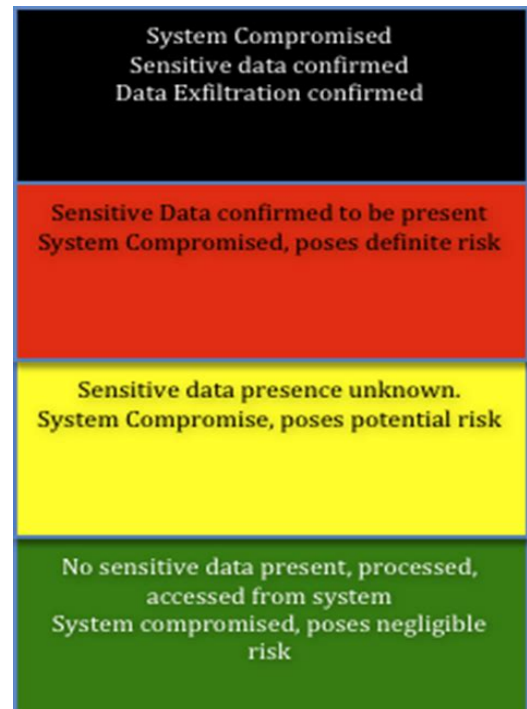 System Compromised
Sensitive data confirmed
Data Exfiltration confirmed
Sensitive Data confirmed to be present
System Compromised, poses definite risk
Sensitive data presence unknown.
System Compromise, poses potential risk
No sensitive data present, processed,
accessed from system
System compromised, poses negligible
risk